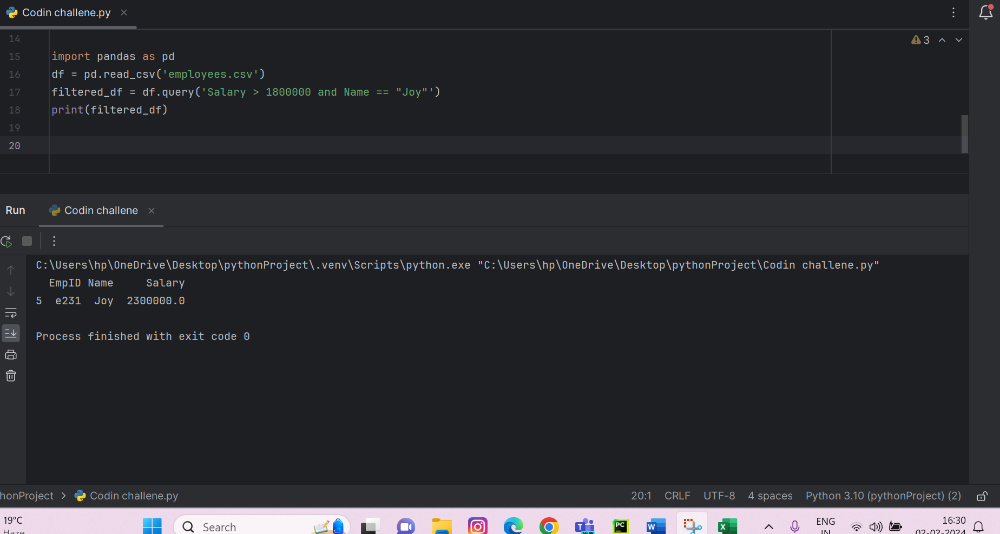 Codin challene.py
14
3
15 import pandas as pd
16 df = pd.read_csv('employees.csv')
17 filtered_df = df.query('Salary > 1800000 and Name == "Joy"')
18 print(filtered_df)
19
20
Run Codin challene
C:\Users\hp\OneDrive\Desktop\pythonProject\.venv\Scripts\python.exe "C:\Users\hp\OneDrive\Desktop\pythonProject\Codin challene.py"
EmpID Name Salary
5 e231 Joy 2300000.0
Process finished with exit code 0
honProject > Codin challene.py 20:1 CRLF UTF-8 4 spaces Python 3.10 (pythonProject) (2)
19°C Search T NEW PC W X ENG 16:30
Haze IN 02-02-2024